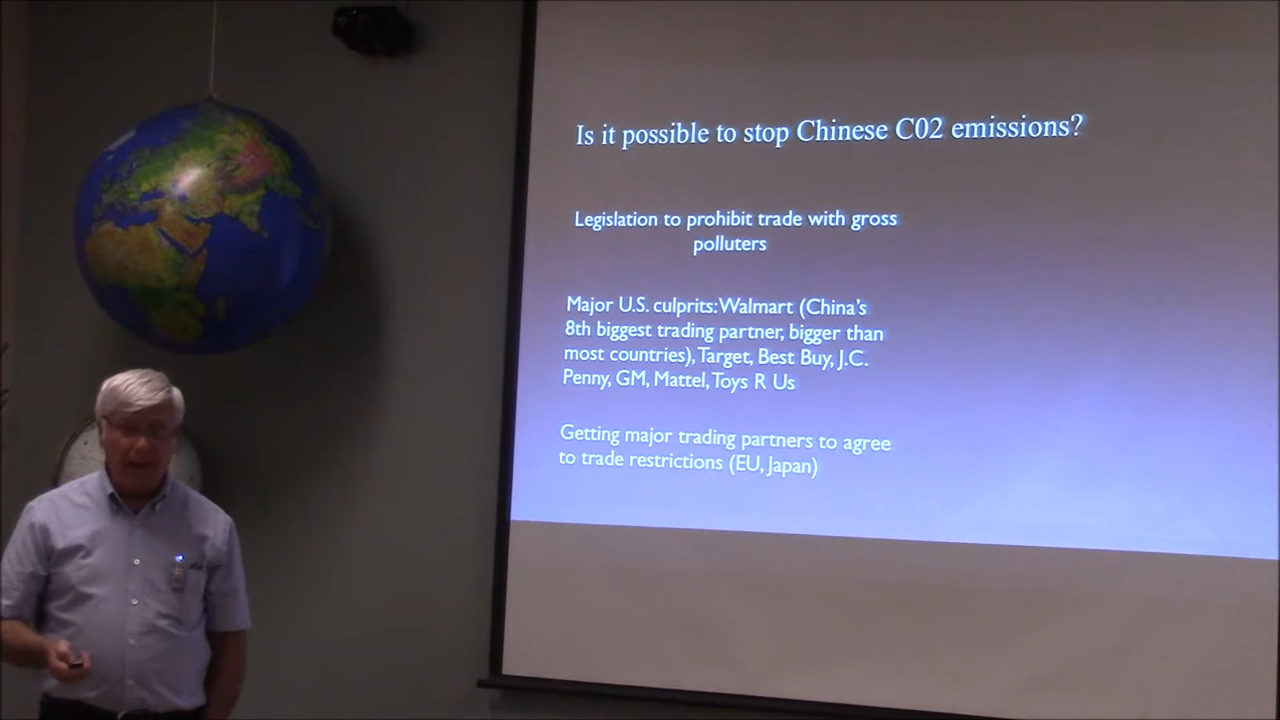 Is it possible to stop Chinese C02 emissions?
Legislation to prohibit trade with gross
polluters
Major U.S. culprits: Walmart (China's
8th biggest trading partner, bigger than
most countries), Target, Best Buy, J.C.
Penny, GM, Mattel, Toys R Us
Getting major trading partners to agree
to trade restrictions (EU, Japan)